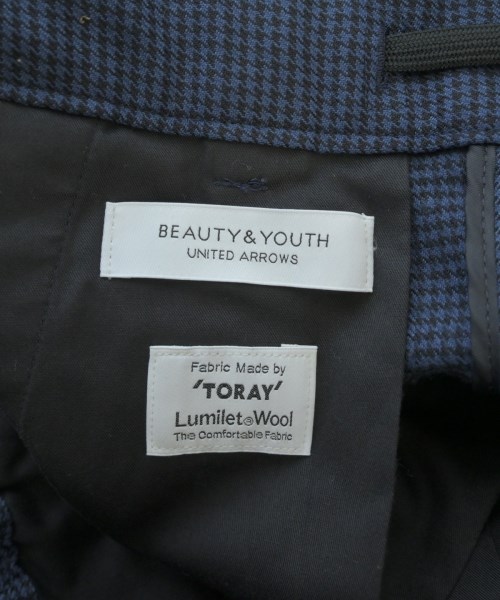 BEAUTY&YOUTH
UNITED ARROWS
Fabric Made by
'TORAY'
Lumilet®Wool
The Comfortable Fabric